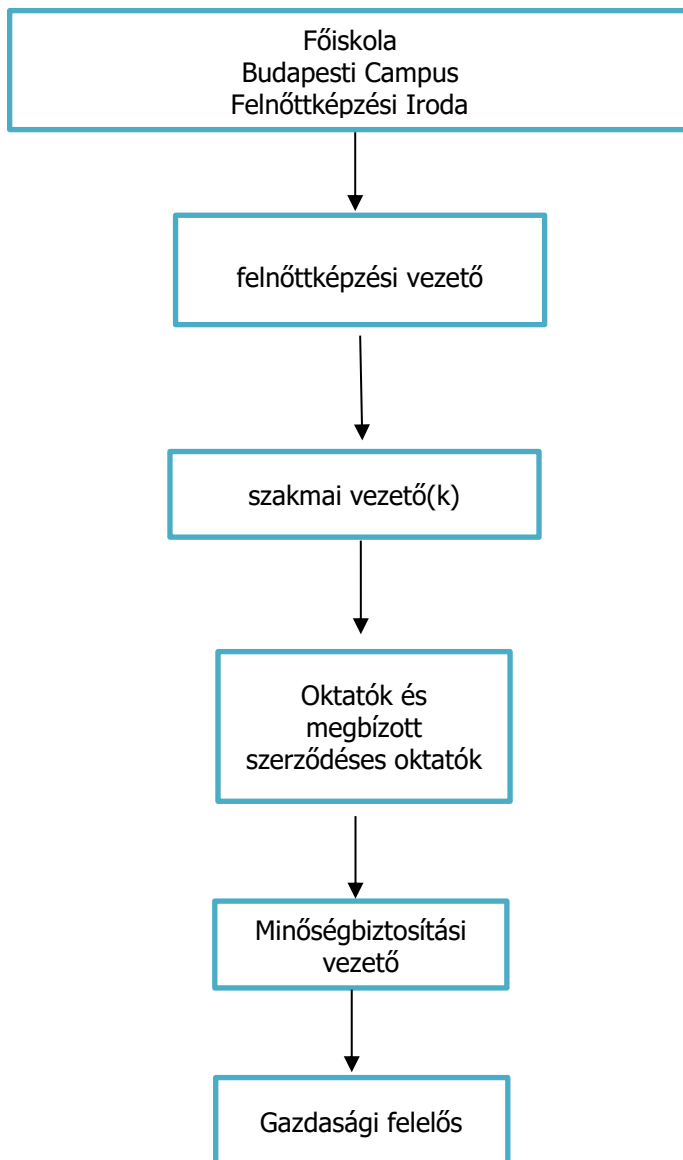 Főiskola
Budapesti Campus
Felnőttképzési Iroda
felnőttképzési vezető
szakmai vezető(k)
Oktatók és
megbízott
szerződéses oktatók
Minőségbiztosítási
vezető
Gazdasági felelős